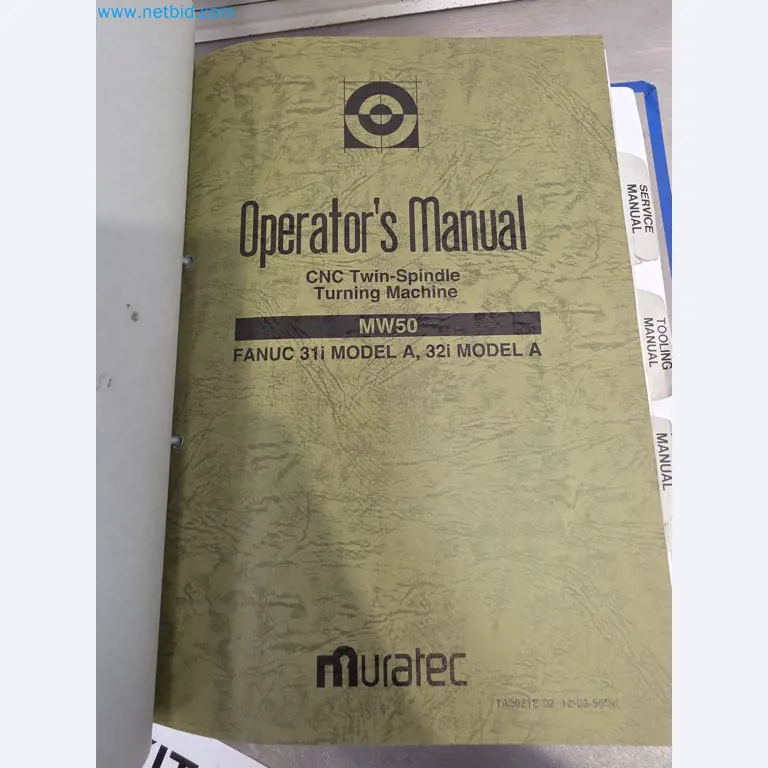 www.netbid.com
Operator's Manual
CNC Twin-Spindle
Turning Machine
MW50
FANUC 31i MODEL A, 32i MODEL A
muratec
SERVICE
MANUAL
TOOLING
MANUAL
MANUAL